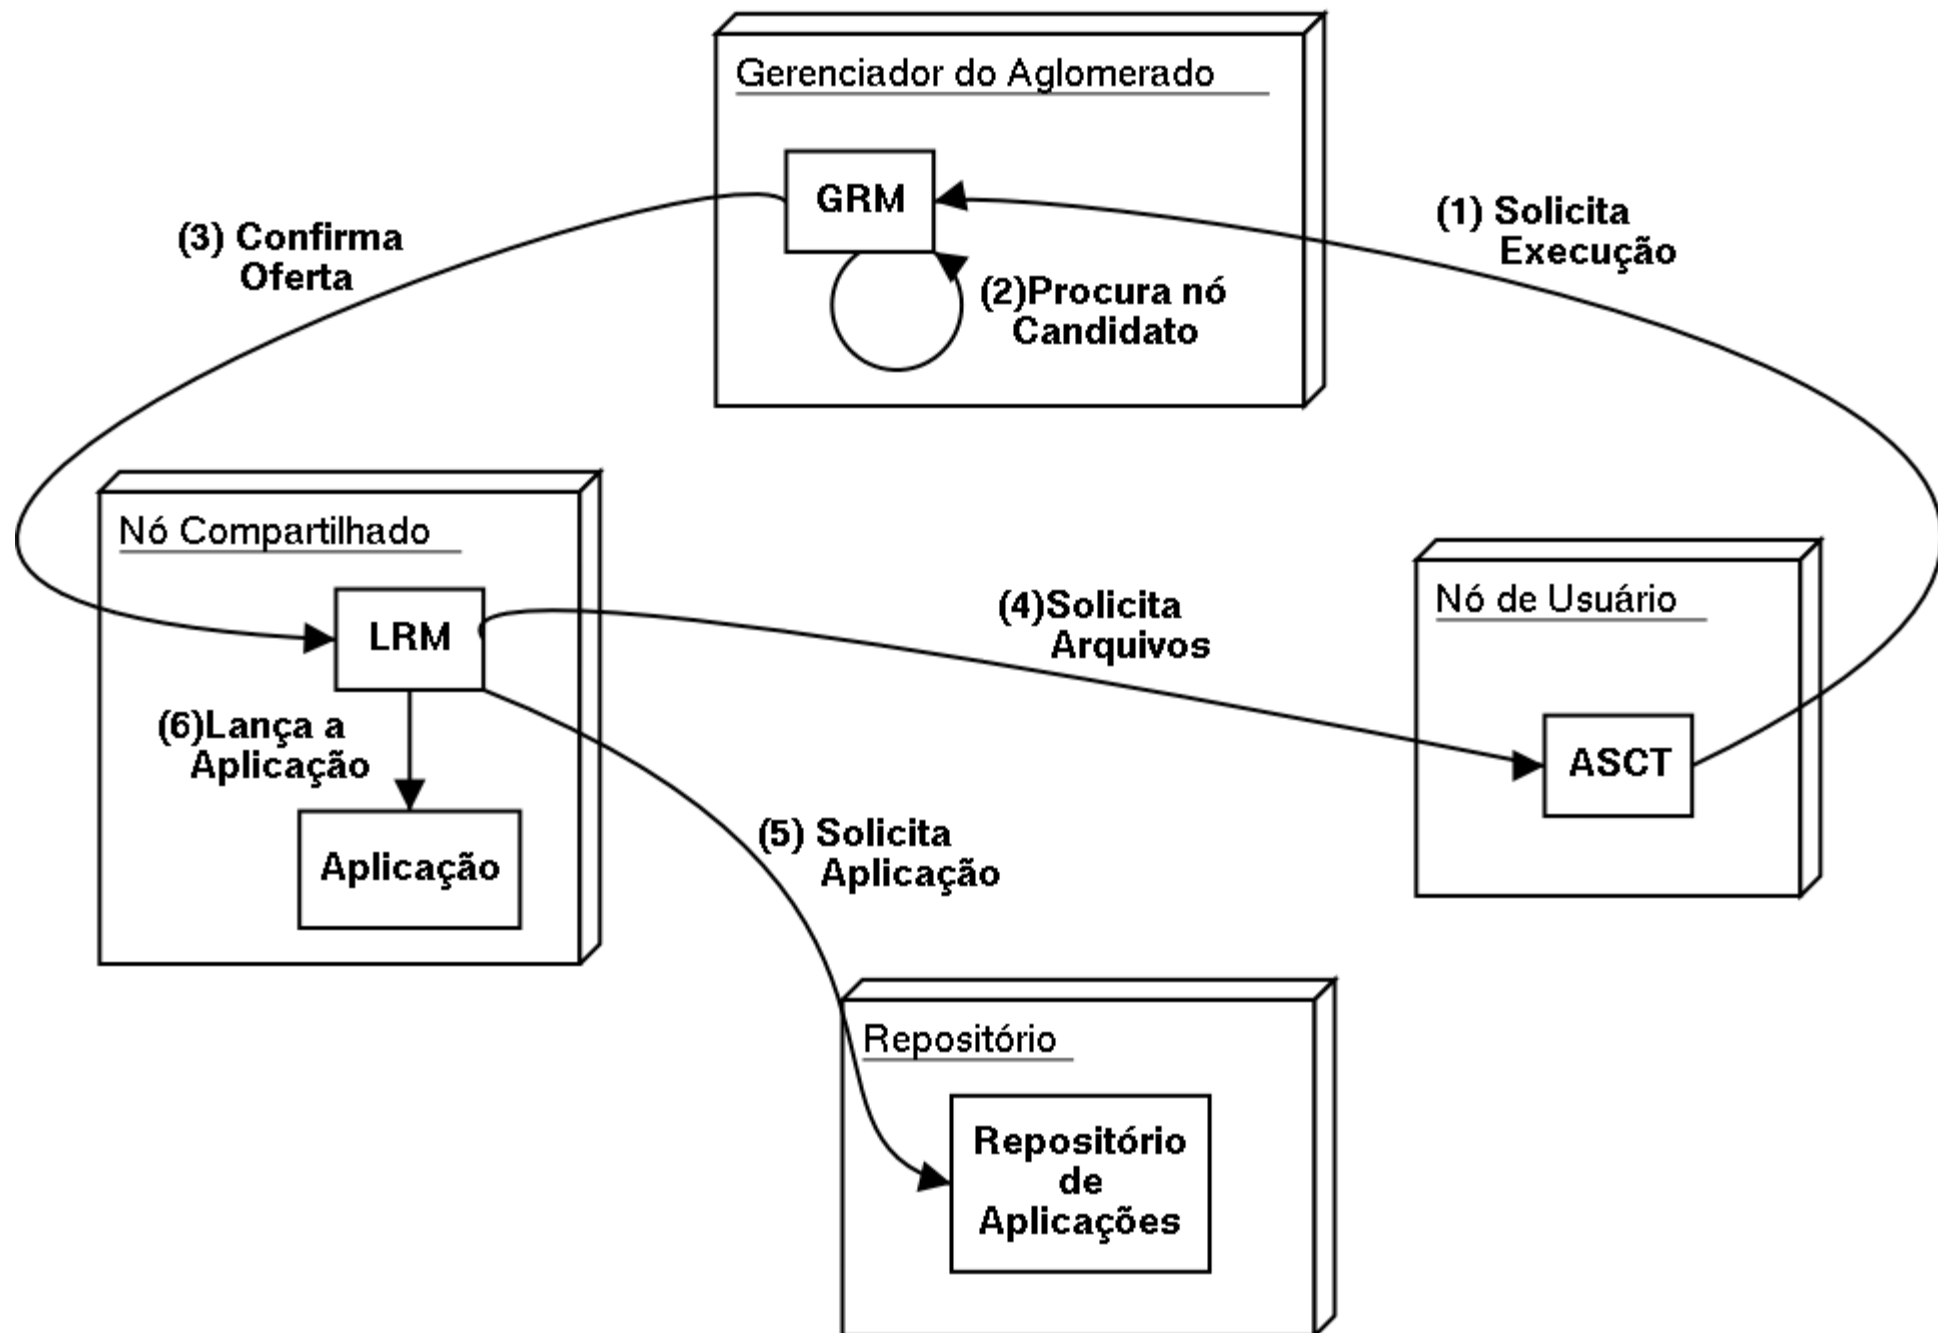 Gerenciador do Aglomerado
GRM
(1) Solicita
Execução
(2)Procura nó
Candidato
(3) Confirma
Oferta
Nó Compartilhado
LRM
(4)Solicita
Arquivos
Nó de Usuário
ASCT
(6)Lança a
Aplicação
Aplicação
(5) Solicita
Aplicação
Repositório
Repositório
de
Aplicações